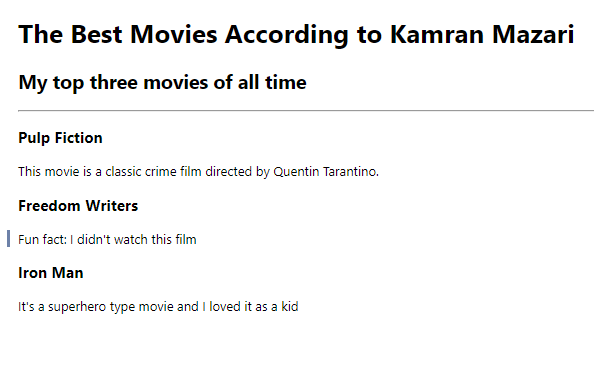 The Best Movies According to Kamran Mazari
My top three movies of all time
Pulp Fiction
This movie is a classic crime film directed by Quentin Tarantino.
Freedom Writers
Fun fact: I didn't watch this film
Iron Man
It's a superhero type movie and I loved it as a kid